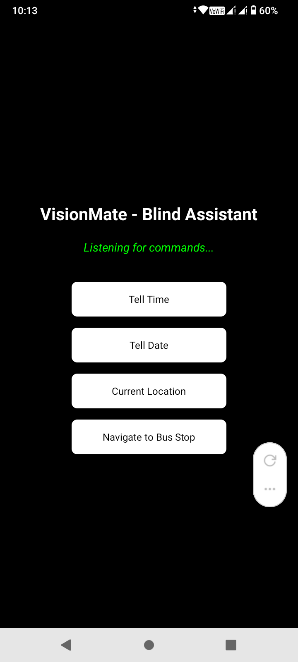 10:13
VoWiFi 60%
VisionMate - Blind Assistant
Listening for commands...
Tell Time
Tell Date
Current Location
Navigate to Bus Stop